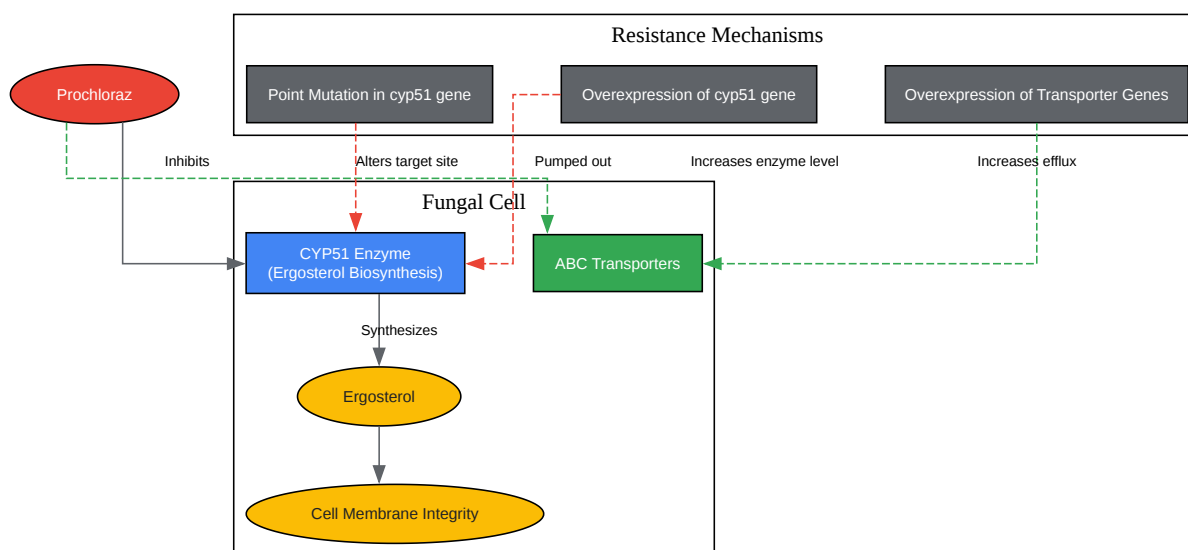 Resistance Mechanisms
Prochloraz
Point Mutation in cyp51 gene
Overexpression of cyp51 gene
Overexpression of Transporter Genes
Inhibits
Alters target site
Pumped out
Increases enzyme level
Increases efflux
Fungal Cell
CYP51 Enzyme
(Ergosterol Biosynthesis)
ABC Transporters
Synthesizes
Ergosterol
Cell Membrane Integrity